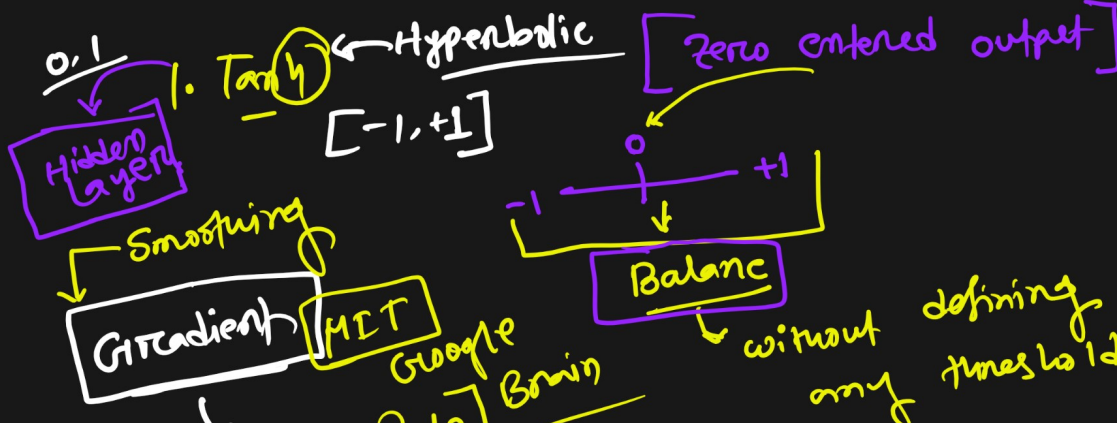 0,1
1. Tanh
Hyperbolic
[Zero entered output]
[-1, +1]
Hidden
Layer
0
-1
+1
Smoothing
Balanc
Gradient
MIT
Google
Brain
without defining
any threshold